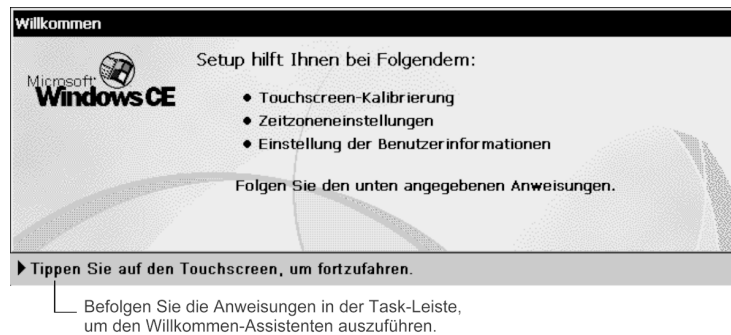 Willkommen
Setup hilft Ihnen bei Folgendem:
Microsoft
Windows CE
• Touchscreen-Kalibrierung
• Zeitzoneneinstellungen
• Einstellung der Benutzerinformationen
Folgen Sie den unten angegebenen Anweisungen.
Tippen Sie auf den Touchscreen, um fortzufahren.
Befolgen Sie die Anweisungen in der Task-Leiste,
um den Willkommen-Assistenten auszuführen.